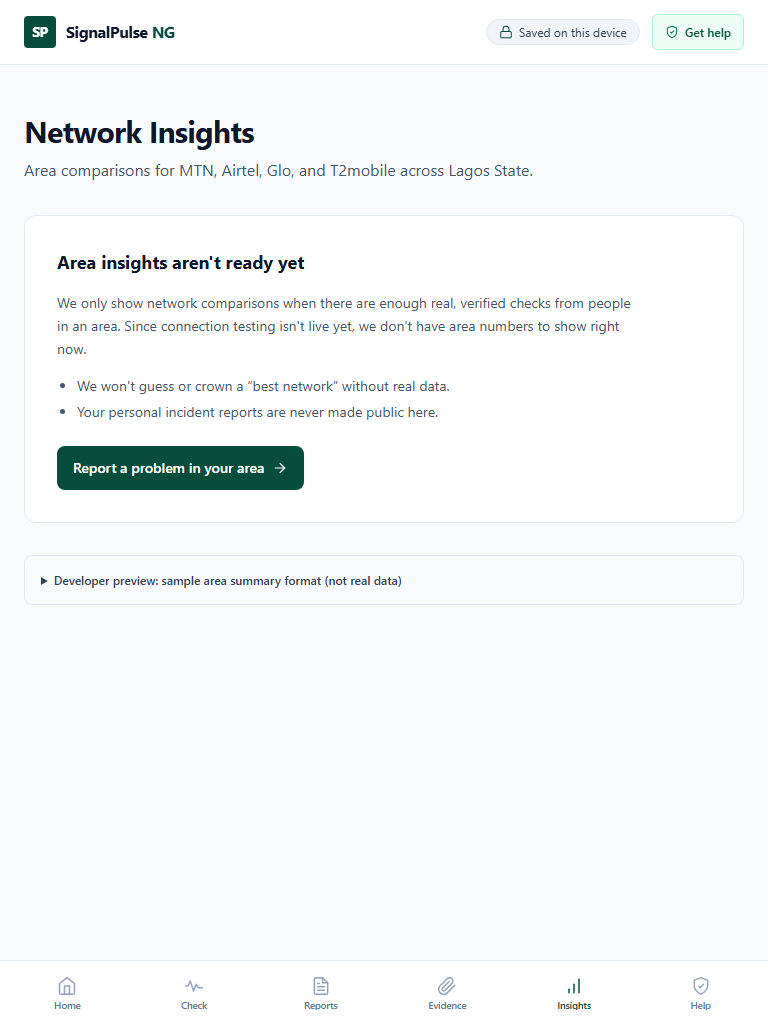 SP
SignalPulse NG
Saved on this device
Get help
Network Insights
Area comparisons for MTN, Airtel, Glo, and T2mobile across Lagos State.
Area insights aren't ready yet
We only show network comparisons when there are enough real, verified checks from people
in an area. Since connection testing isn't live yet, we don't have area numbers to show right
now.
We won't guess or crown a “best network” without real data.
Your personal incident reports are never made public here.
Report a problem in your area
Developer preview: sample area summary format (not real data)
Home
Check
Reports
Evidence
Insights
Help